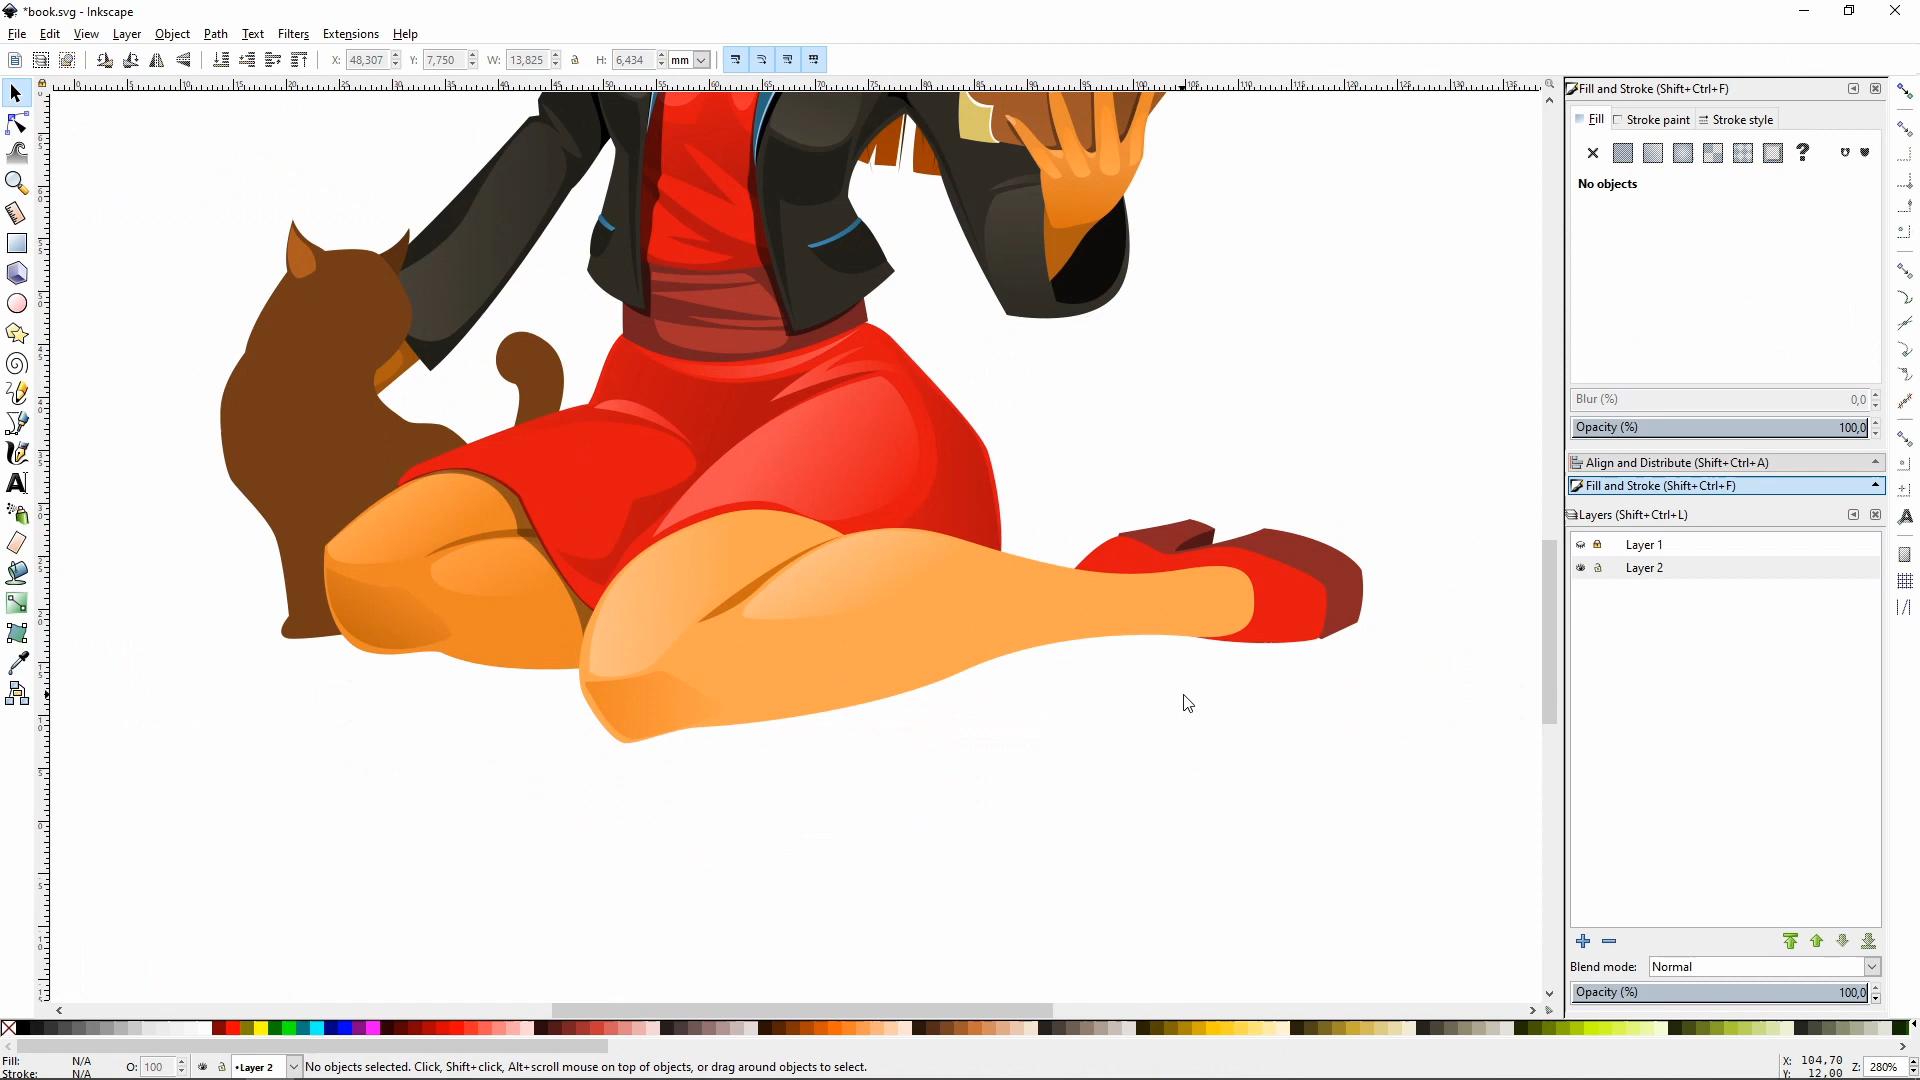 *book.svg - Inkscape
File Edit View Layer Object Path Text Filters Extensions Help
X: 48,307 Y: 7,750 W: 13,825 H: 6,434 mm
Fill and Stroke (Shift+Ctrl+F)
Fill Stroke paint Stroke style
No objects
Blur (%) 0,0
Opacity (%) 100,0
Align and Distribute (Shift+Ctrl+A)
Fill and Stroke (Shift+Ctrl+F)
Layers (Shift+Ctrl+L)
Layer 1
Layer 2
Blend mode: Normal
Opacity (%) 100,0
Fill: N/A
Stroke: N/A
O: 100
•Layer 2
No objects selected. Click, Shift+click, Alt+scroll mouse on top of objects, or drag around objects to select.
X: 104,70
Y: 12,00
Z: 280%